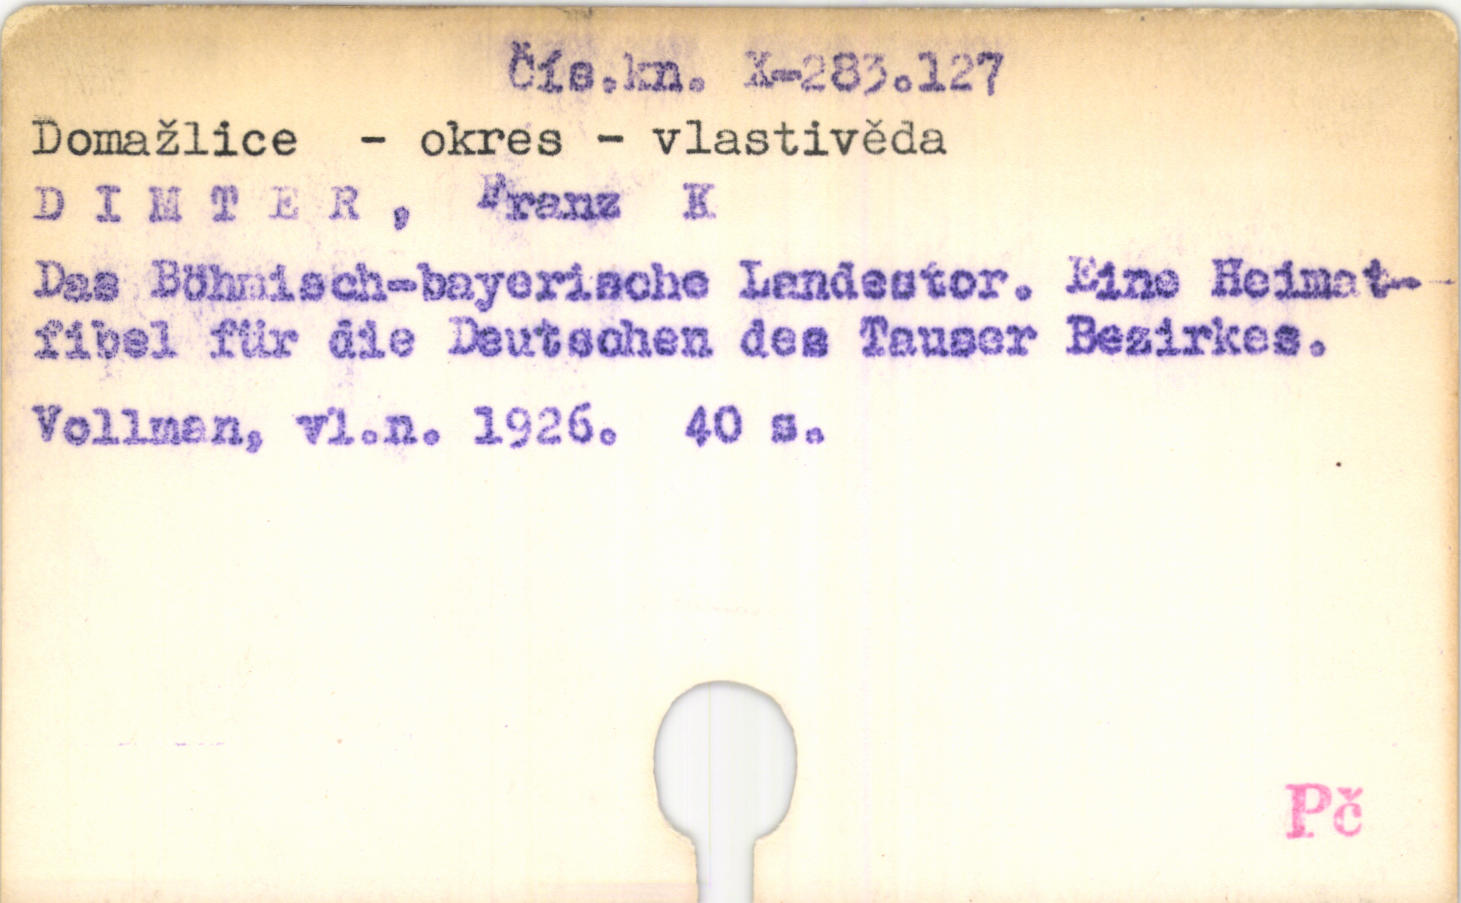 Čís.kn. X-283.127
Domažlice - okres - vlastivěda
D I M T E R , Franz K
Das Böhmisch-bayerische Landestor. Eine Heimat-
fibel für die Deutschen des Tauser Bezirkes.
Vollman, vl.n. 1926. 40 s.
Pč